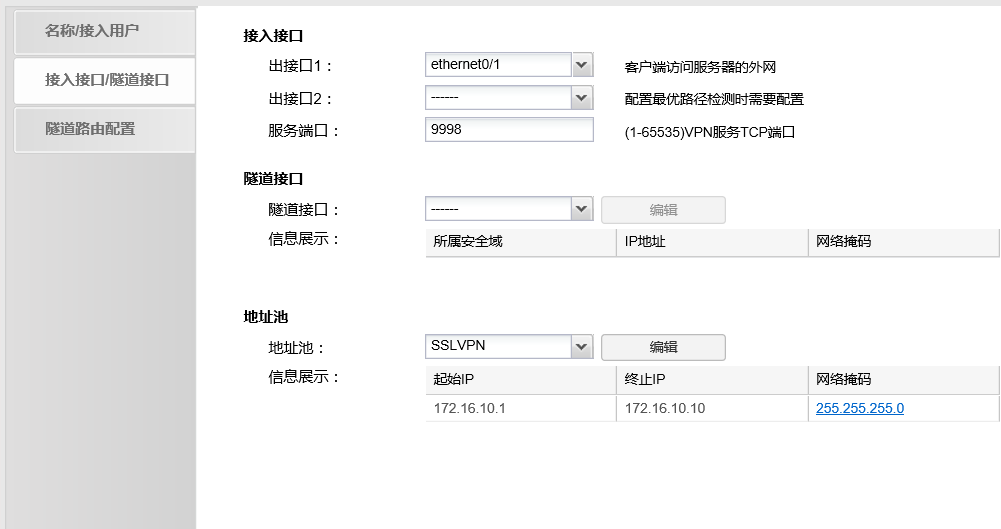 名称/接入用户
接入接口/隧道接口
隧道路由配置
接入接口
出接口1： ethernet0/1 客户端访问服务器的外网
出接口2： ------ 配置最优路径检测时需要配置
服务端口： 9998 (1-65535)VPN服务TCP端口
隧道接口
隧道接口： ------ 编辑
信息展示： 所属安全域 IP地址 网络掩码
地址池
地址池： SSLVPN 编辑
信息展示： 起始IP 终止IP 网络掩码
172.16.10.1 172.16.10.10 255.255.255.0